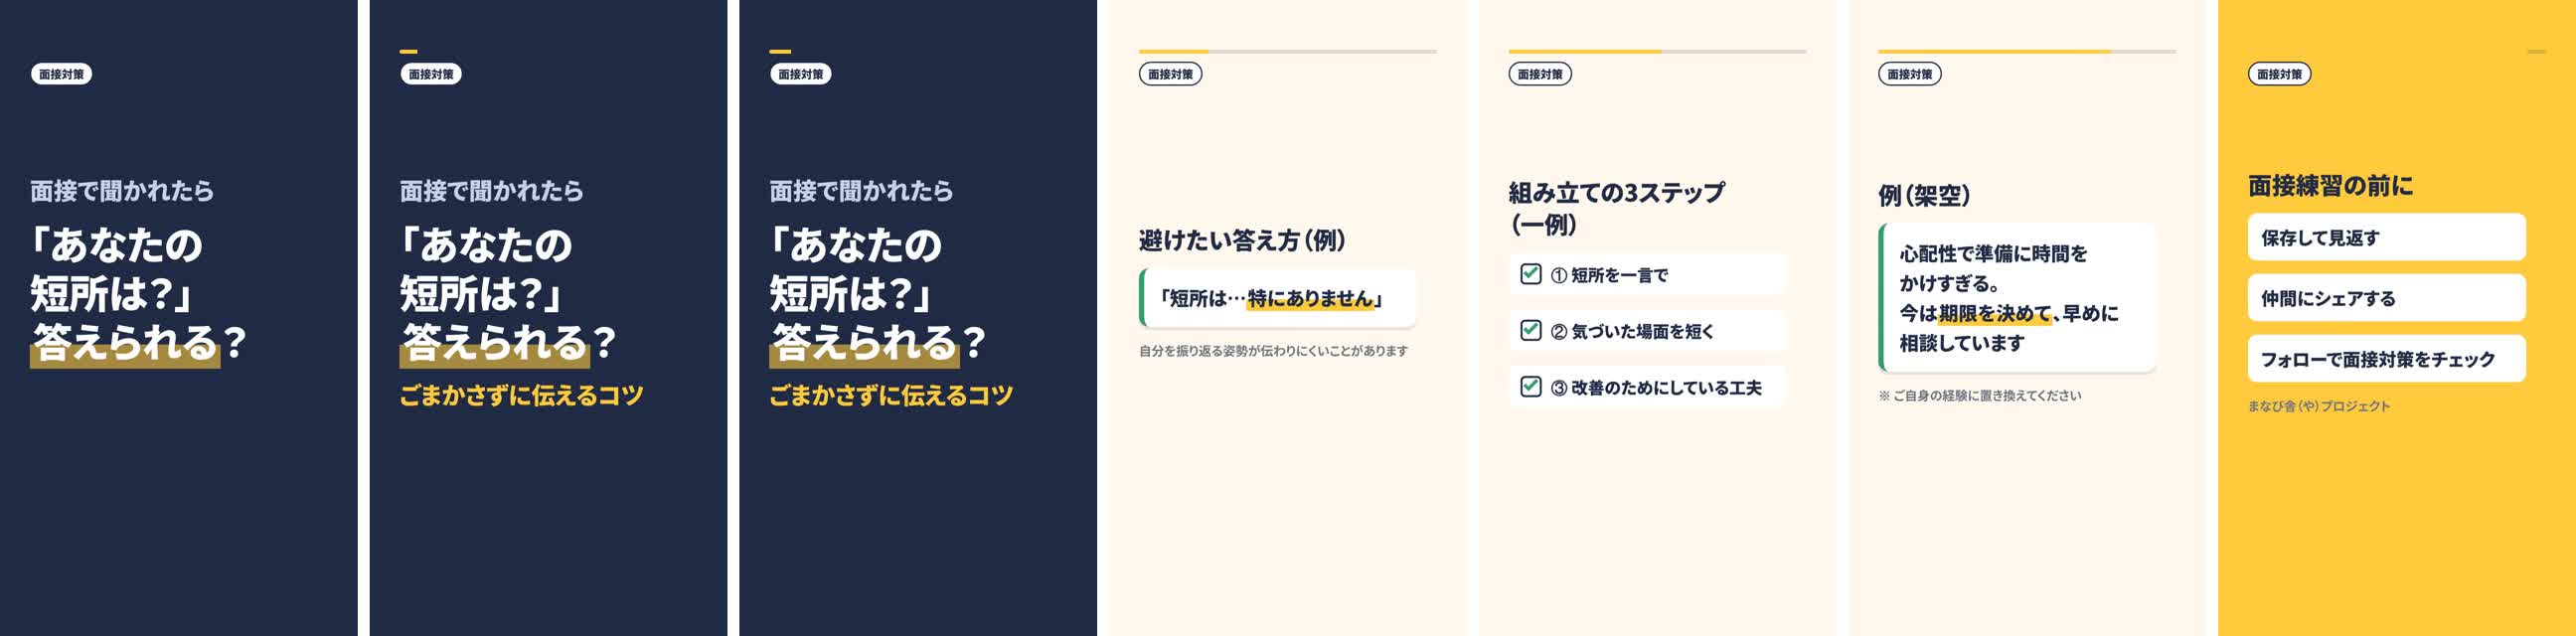 面接対策
面接で聞かれたら
「あなたの
短所は?」
答えられる?
面接対策
面接で聞かれたら
「あなたの
短所は?」
答えられる?
ごまかさずに伝えるコツ
面接対策
面接で聞かれたら
「あなたの
短所は?」
答えられる?
ごまかさずに伝えるコツ
面接対策
避けたい答え方(例)
「短所は…特にありません」
自分を振り返る姿勢が伝わりにくいことがあります
面接対策
組み立ての3ステップ
(一例)
① 短所を一言で
② 気づいた場面を短く
③ 改善のためにしている工夫
面接対策
例(架空)
心配性で準備に時間を
かけすぎる。
今は期限を決めて、早めに
相談しています
※ ご自身の経験に置き換えてください
面接対策
面接練習の前に
保存して見返す
仲間にシェアする
フォローで面接対策をチェック
まなび舎(や)プロジェクト